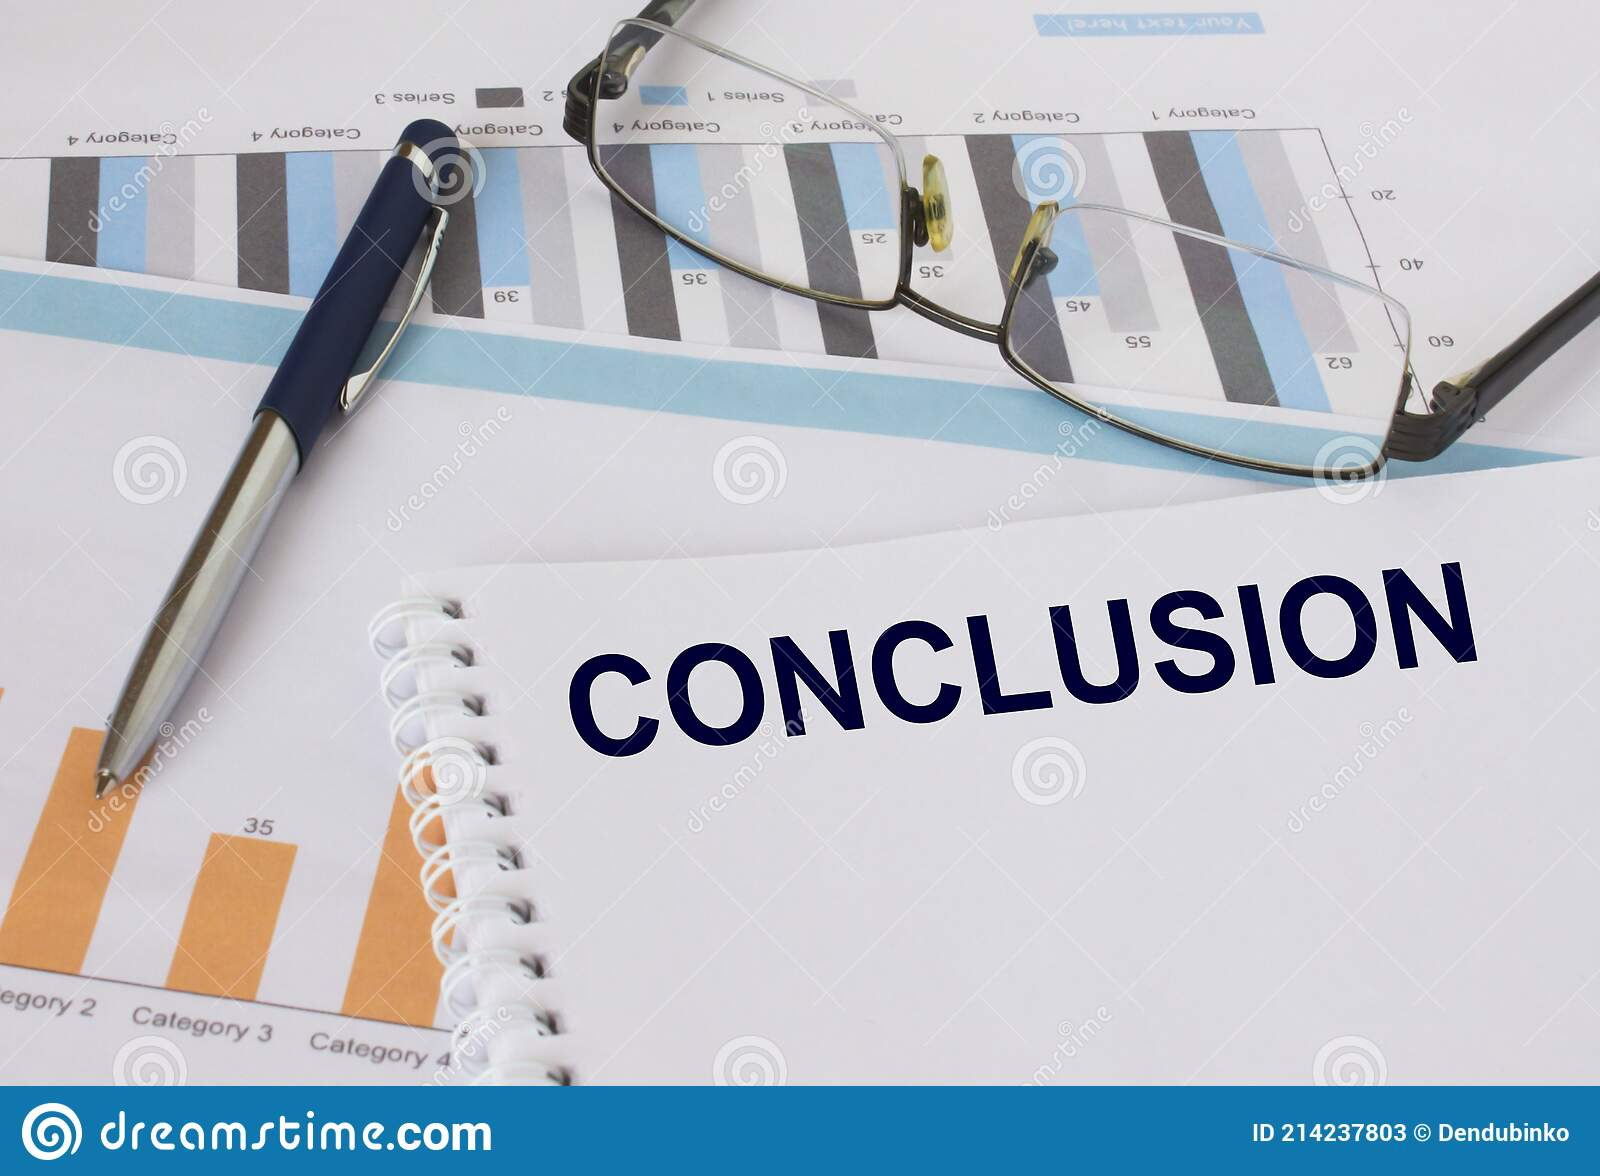 Your text here!
Series 3 2 Series 1
Category 4 Category 4 Category Category 4 Category 3 Category 2 Category 1
20
25
35
40
35
39
45
55
60
62
CONCLUSION
35
egory 2 Category 3 Category 4
dreamstime.com ID 214237803 © Dendubinko